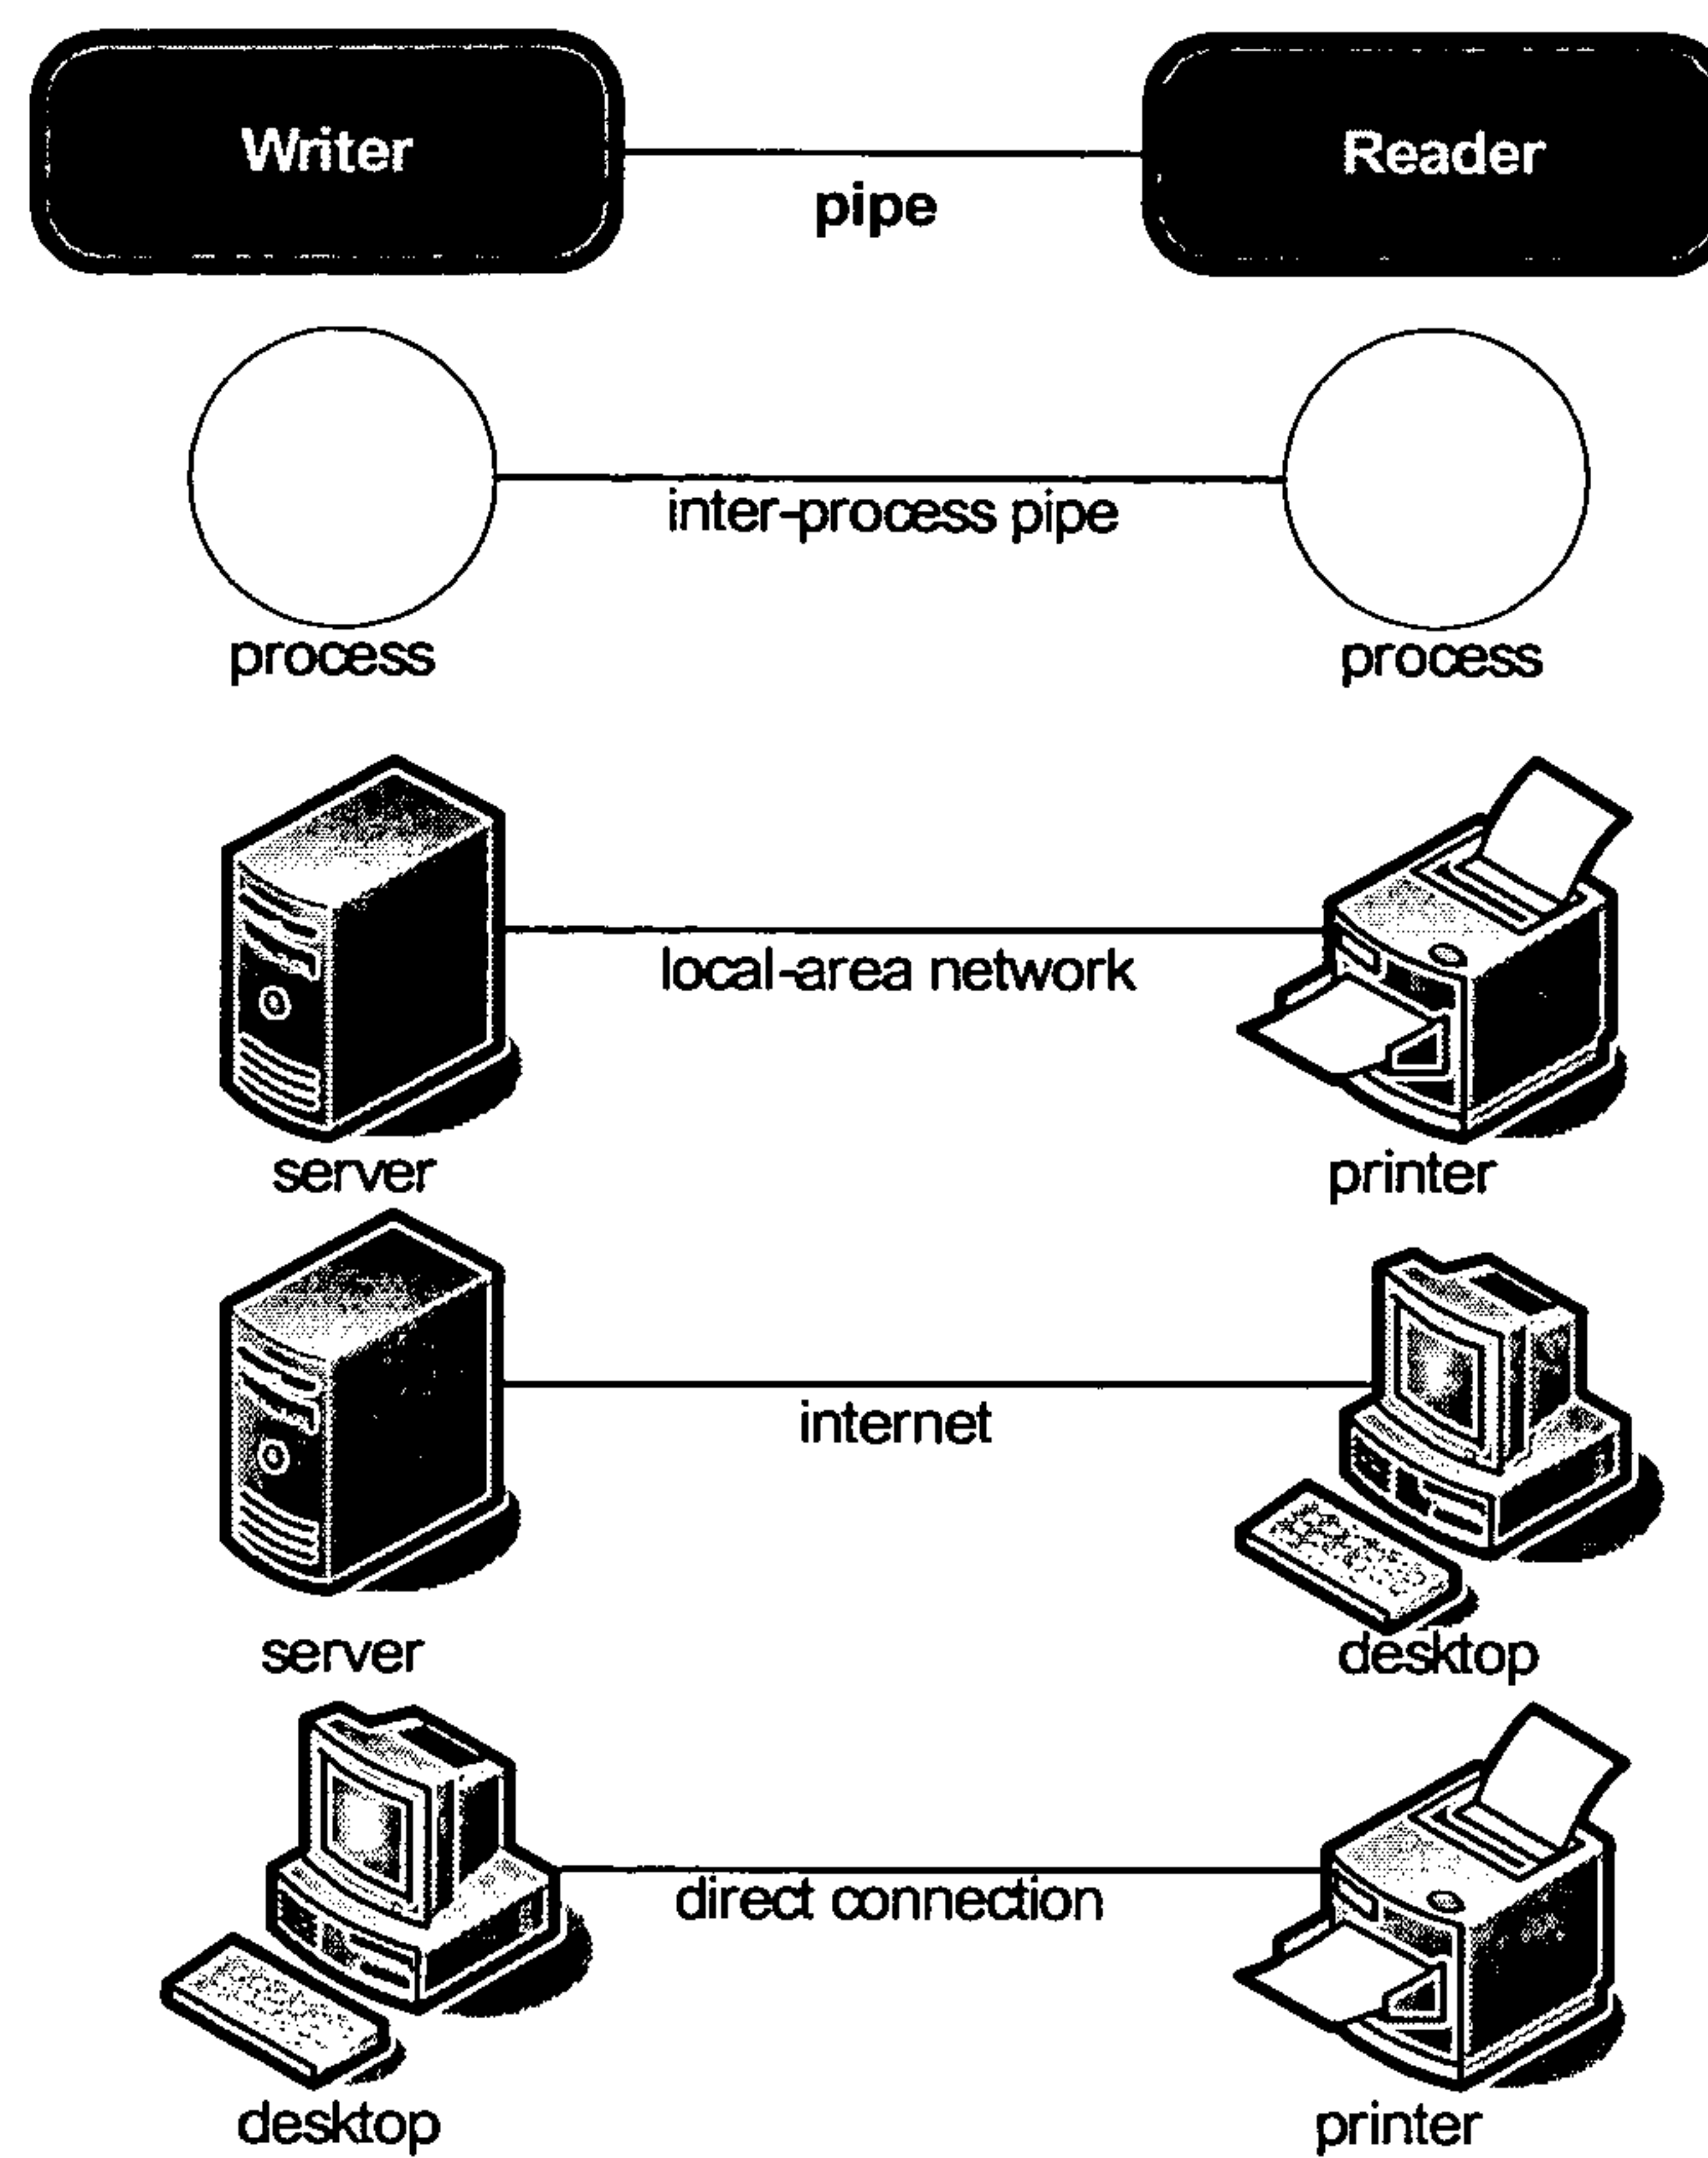 Writer
Reader
pipe
inter-process pipe
process
process
local-area network
server
printer
internet
server
desktop
direct connection
desktop
printer